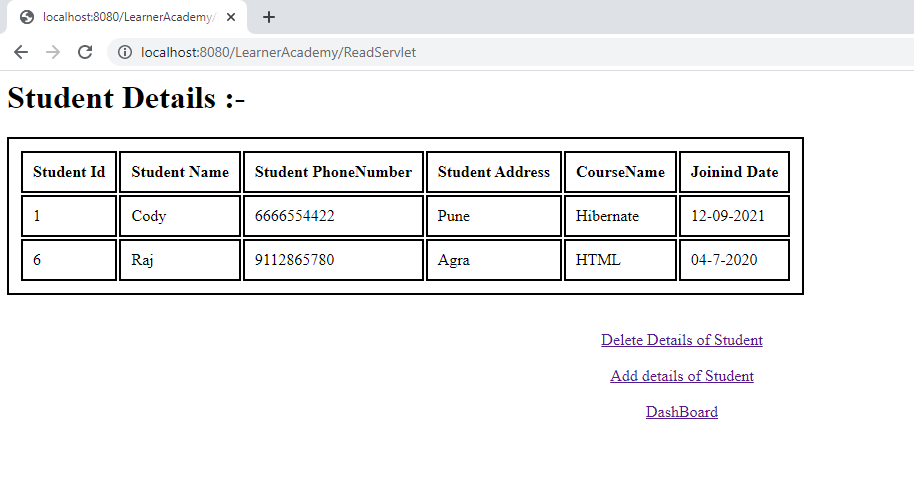 localhost:8080/LearnerAcademy/
localhost:8080/LearnerAcademy/ReadServlet
Student Details :-
Student Id Student Name Student PhoneNumber Student Address CourseName Joinind Date
1 Cody 6666554422 Pune Hibernate 12-09-2021
6 Raj 9112865780 Agra HTML 04-7-2020
Delete Details of Student
Add details of Student
DashBoard